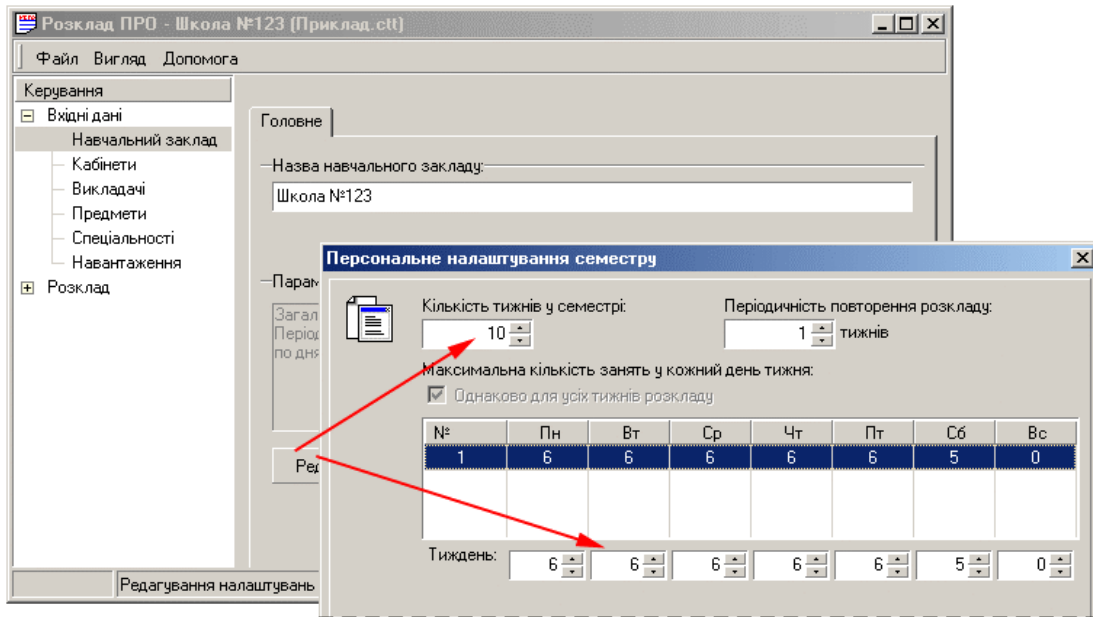 Розклад ПРО - Школа №123 (Приклад.ctt)
Файл Вигляд Допомога
Керування
Вхідні дані
Навчальний заклад
Кабінети
Викладачі
Предмети
Спеціальності
Навантаження
Розклад
Головне
Назва навчального закладу:
Школа №123
Парам
Загал
Період
по дня
Ред
Редагування налаштувань
Персональне налаштування семестру
Кількість тижнів у семестрі: Періодичність повторення розкладу:
10 1 тижнів
Максимальна кількість занять у кожний день тижня:
Однаково для усіх тижнів розкладу
№ Пн Вт Ср Чт Пт Сб Вс
1 6 6 6 6 6 5 0
Тиждень: 6 6 6 6 6 5 0